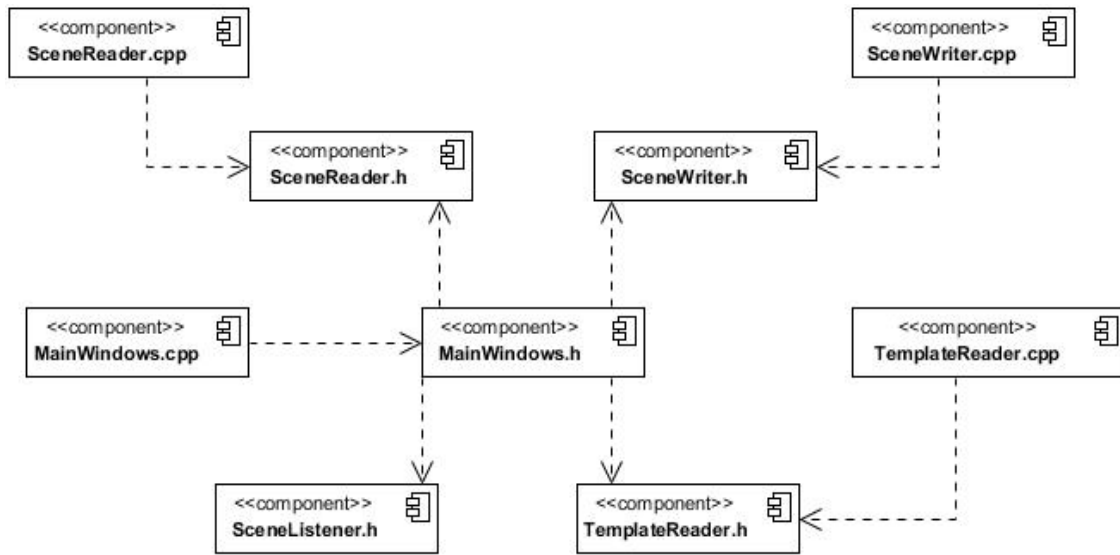 <<component>>
SceneReader.cpp
<<component>>
SceneWriter.cpp
<<component>>
SceneReader.h
<<component>>
SceneWriter.h
<<component>>
MainWindows.cpp
<<component>>
MainWindows.h
<<component>>
TemplateReader.cpp
<<component>>
SceneListener.h
<<component>>
TemplateReader.h